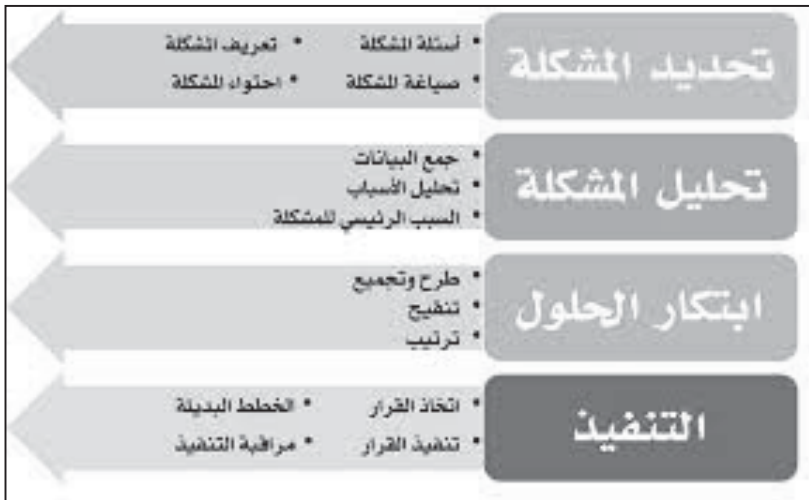 تحديد المشكلة
• أسئلة المشكلة • تعريف المشكلة
• صياغة المشكلة • احتواء المشكلة
تحليل المشكلة
• جمع البيانات
• تحليل الأسباب
• السبب الرئيسي للمشكلة
ابتكار الحلول
• طرح وتجميع
• تنقيح
• ترتيب
التنفيذ
• اتخاذ القرار • الخطط البديلة
• تنفيذ القرار • مراقبة التنفيذ